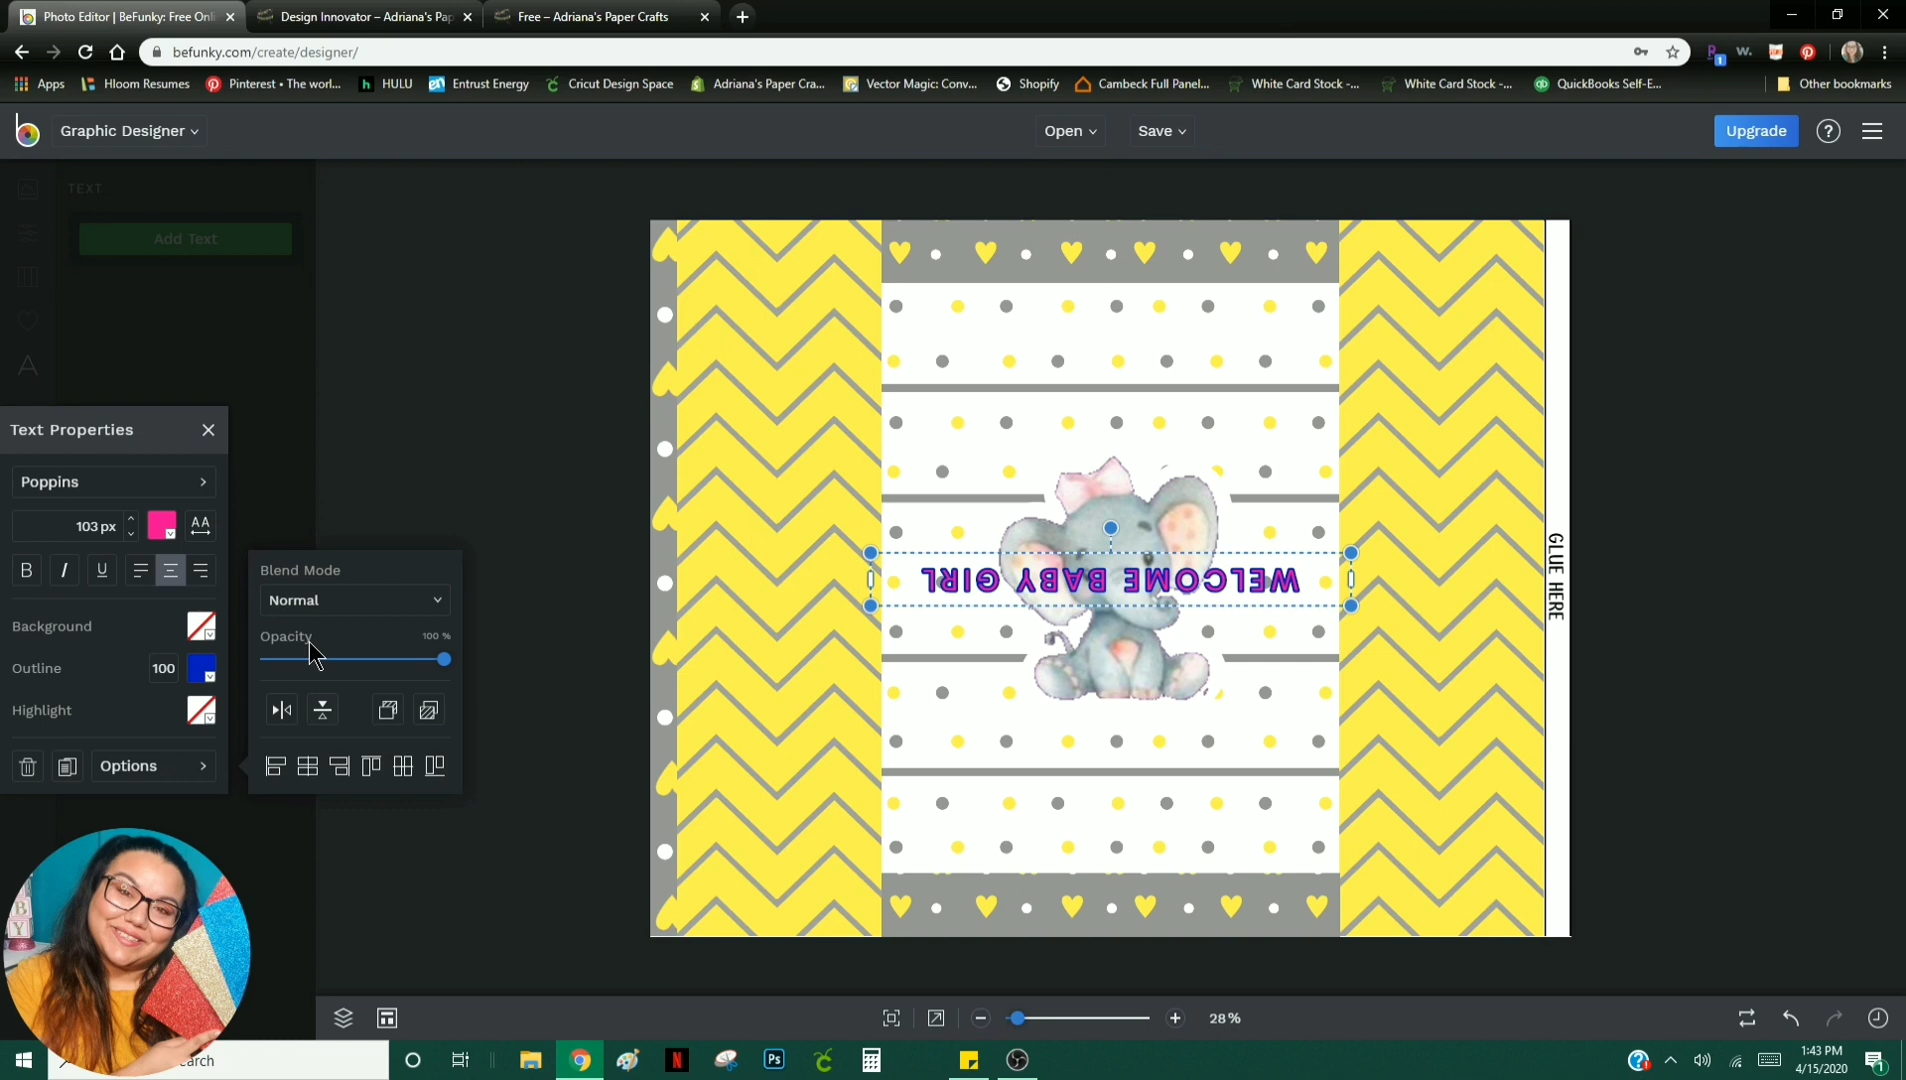 Photo Editor | BeFunky: Free Onl
Design Innovator – Adriana's Pap
Free – Adriana's Paper Crafts
befunky.com/create/designer/
Apps
Hloom Resumes
Pinterest • The worl...
HULU
Entrust Energy
Cricut Design Space
Adriana's Paper Cra...
Vector Magic: Conv...
Shopify
Cambeck Full Panel...
White Card Stock -...
White Card Stock -...
QuickBooks Self-E...
Other bookmarks
Graphic Designer
Open
Save
Upgrade
TEXT
Add Text
Text Properties
Poppins
103 px
AA
B I U
Background
Outline 100
Highlight
Options
Blend Mode
Normal
Opacity 100 %
WELCOME BABY GIRL
GLUE HERE
28%
B
Y
earch
Ps
1:43 PM
4/15/2020